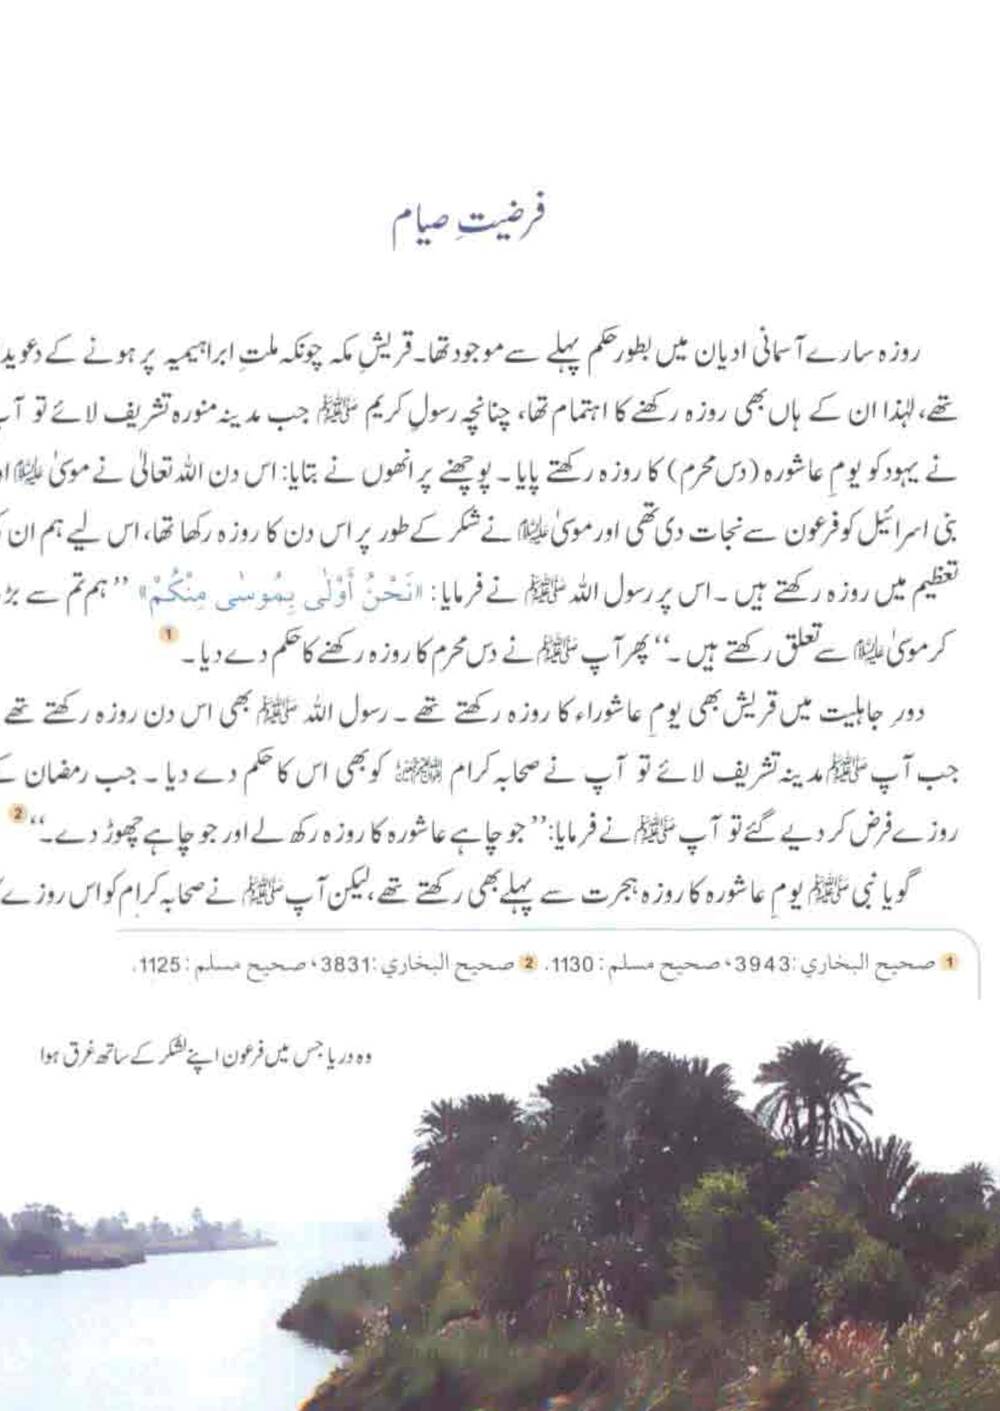 فرضیتِ صیام
روزہ سارے آسمانی ادیان میں بطور حکم پہلے سے موجود تھا۔ قریشِ مکہ چونکہ ملتِ ابراہیمیہ پر ہونے کے دعوید
تھے، لہٰذا ان کے ہاں بھی روزہ رکھنے کا اہتمام تھا، چنانچہ رسولِ کریم ﷺ جب مدینہ منورہ تشریف لائے تو آپ
نے یہود کو یومِ عاشورہ (دس محرم) کا روزہ رکھتے پایا۔ پوچھنے پر انھوں نے بتایا: اس دن اللہ تعالیٰ نے موسیٰ علیہ السلام او
بنی اسرائیل کو فرعون سے نجات دی تھی اور موسیٰ علیہ السلام نے شکر کے طور پر اس دن کا روزہ رکھا تھا، اس لیے ہم ان
تعظیم میں روزہ رکھتے ہیں۔ اس پر رسول اللہ ﷺ نے فرمایا: «نَحْنُ أَوْلٰى بِمُوسٰى مِنْكُمْ» ”ہم تم سے بڑ
کر موسیٰ علیہ السلام سے تعلق رکھتے ہیں۔“ پھر آپ ﷺ نے دس محرم کا روزہ رکھنے کا حکم دے دیا۔ 1
دورِ جاہلیت میں قریش بھی یومِ عاشوراء کا روزہ رکھتے تھے۔ رسول اللہ ﷺ بھی اس دن روزہ رکھتے تھے
جب آپ ﷺ مدینہ تشریف لائے تو آپ نے صحابہ کرام رضی اللہ عنہم کو بھی اس کا حکم دے دیا۔ جب رمضان کے
روزے فرض کر دیے گئے تو آپ ﷺ نے فرمایا: ”جو چاہے عاشورہ کا روزہ رکھ لے اور جو چاہے چھوڑ دے۔“ 2
گویا نبی ﷺ یومِ عاشورہ کا روزہ ہجرت سے پہلے بھی رکھتے تھے، لیکن آپ ﷺ نے صحابہ کرام کو اس روزے
1 صحيح البخاري: 3943، صحيح مسلم: 1130. 2 صحيح البخاري: 3831، صحيح مسلم: 1125.
وہ دریا جس میں فرعون اپنے لشکر کے ساتھ غرق ہوا